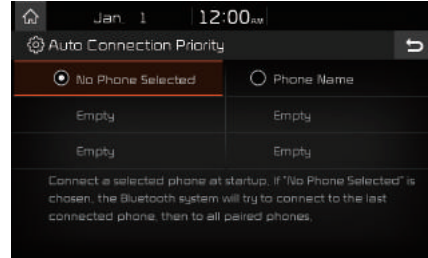 Jan. 1 12:00 AM
Auto Connection Priority
No Phone Selected Phone Name
Empty Empty
Empty Empty
Connect a selected phone at startup. If "No Phone Selected" is
chosen, the Bluetooth system will try to connect to the last
connected phone, then to all paired phones.